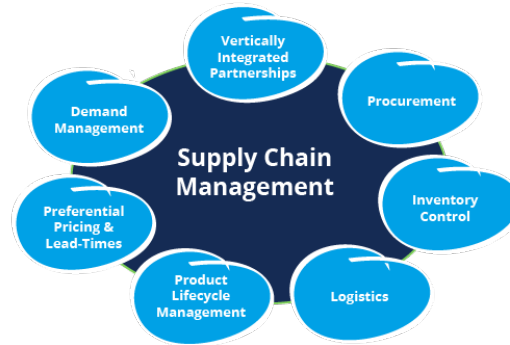 Vertically
Integrated
Partnerships
Procurement
Inventory
Control
Logistics
Product
Lifecycle
Management
Preferential
Pricing &
Lead-Times
Demand
Management
Supply Chain
Management